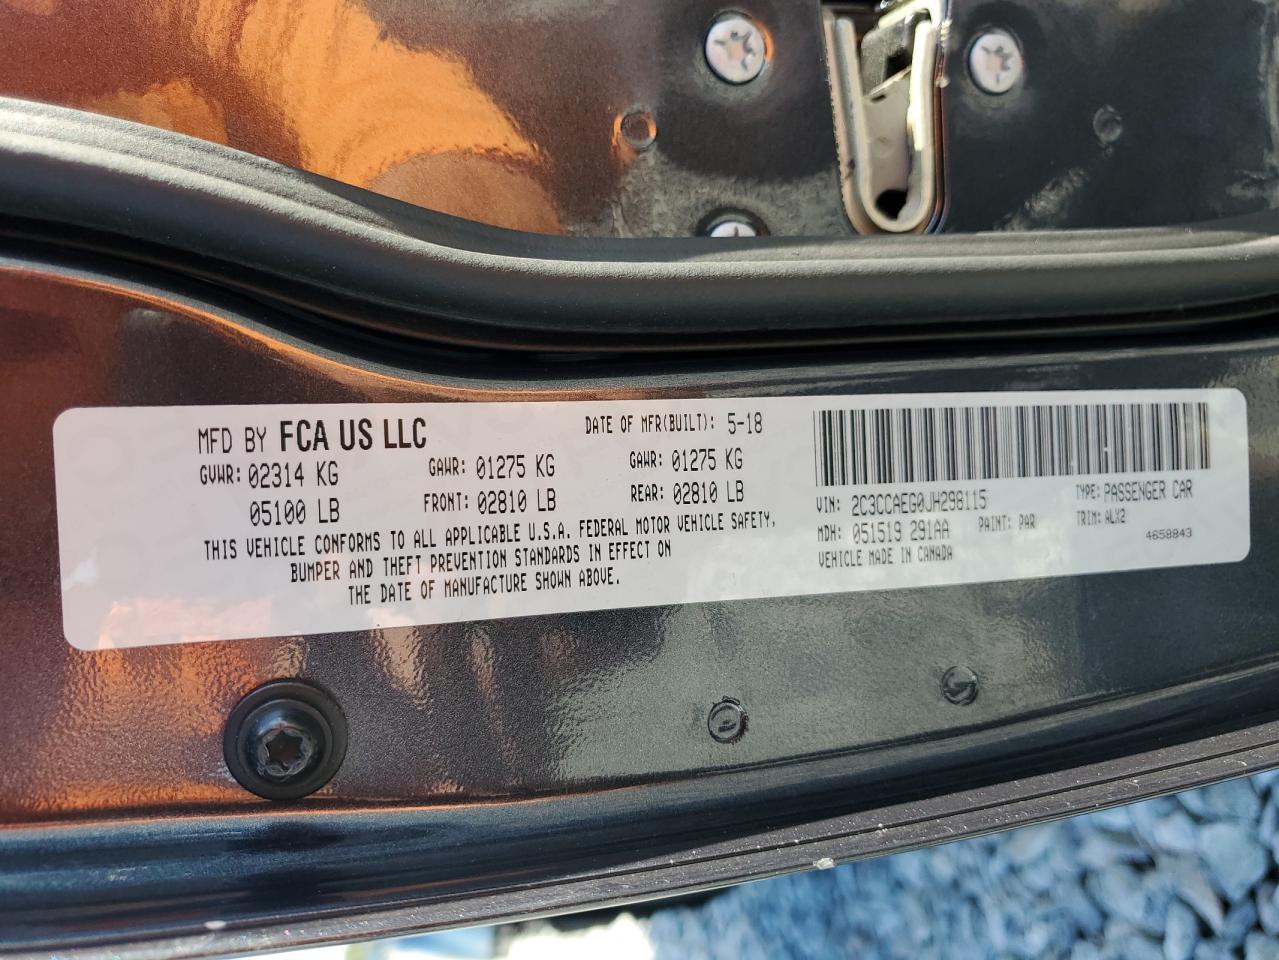 MFD BY FCA US LLC DATE OF MFR(BUILT): 5-18
GVWR: 02314 KG GAWR: 01275 KG GAWR: 01275 KG
05100 LB FRONT: 02810 LB REAR: 02810 LB
THIS VEHICLE CONFORMS TO ALL APPLICABLE U.S.A. FEDERAL MOTOR VEHICLE SAFETY,
BUMPER AND THEFT PREVENTION STANDARDS IN EFFECT ON
THE DATE OF MANUFACTURE SHOWN ABOVE.
VIN: 2C3CCAEG0JH298115 TYPE: PASSENGER CAR
MDH: 051519 291AA PAINT: PAR TRIM: ALX2
VEHICLE MADE IN CANADA 4658843